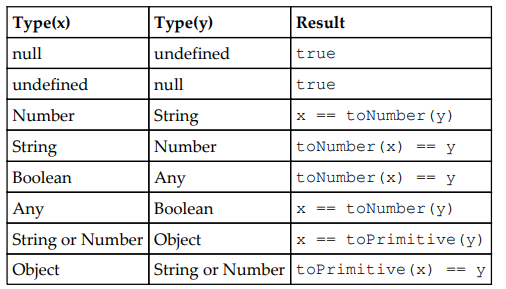 Type(x) Type(y) Result
null undefined true
undefined null true
Number String x == toNumber(y)
String Number toNumber(x) == y
Boolean Any toNumber(x) == y
Any Boolean x == toNumber(y)
String or Number Object x == toPrimitive(y)
Object String or Number toPrimitive(x) == y